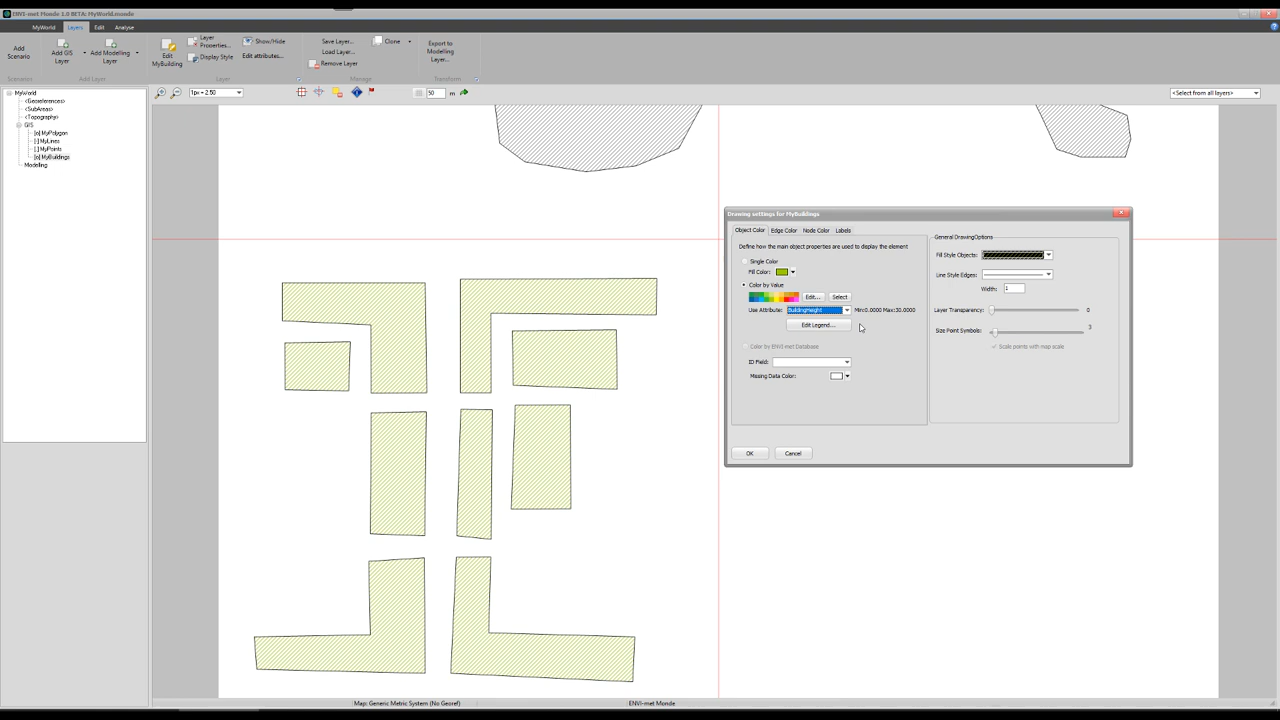 ENVI-met Monde 1.0 BETA: MyWorld.monde
MyWorld Layers Edit Analyse
Add Scenario
Add GIS Layer
Add Modelling Layer
Edit MyBuilding
Layer Properties...
Display Style
Show/Hide
Edit attributes...
Save Layer...
Load Layer...
Remove Layer
Clone
Export to Modelling Layer...
Scenarios Add Layer Layer Manage Transform
1px = 2.50
50 m
<Select from all layers>
MyWorld
<Georeferences>
<SubAreas>
<Topography>
GIS
[o] MyPolygon
[-] MyLines
[-] MyPoints
[o] MyBuildings
Modelling
Drawing settings for MyBuildings
Object Color Edge Color Node Color Labels
Define how the main object properties are used to display the element
Single Color
Fill Color:
Color by Value
Edit... Select
Use Attribute: BuildingHeight Min:0.0000 Max:30.0000
Edit Legend...
Color by ENVI met Database
ID Field:
Missing Data Color:
General DrawingOptions
Fill Style Objects:
Line Style Edges:
Width: 1
Layer Transparency: 0
Size Point Symbols: 3
Scale points with map scale
OK Cancel
Map: Generic Metric System (No Georef) ENVI-met Monde